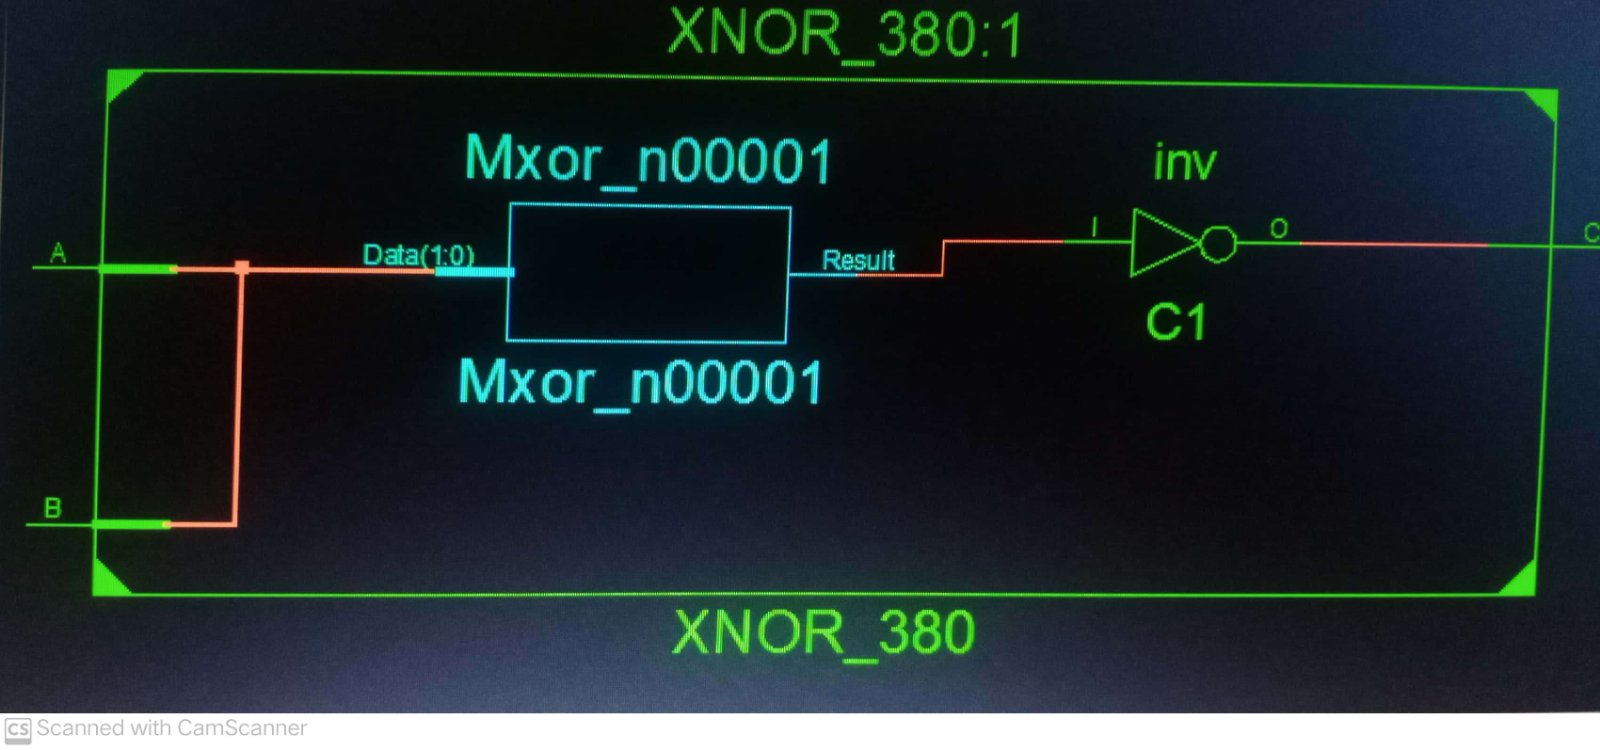 XNOR_380:1
Mxor_n00001
inv
A
Data(1:0)
Result
I
O
C
C1
Mxor_n00001
B
XNOR_380
CS Scanned with CamScanner